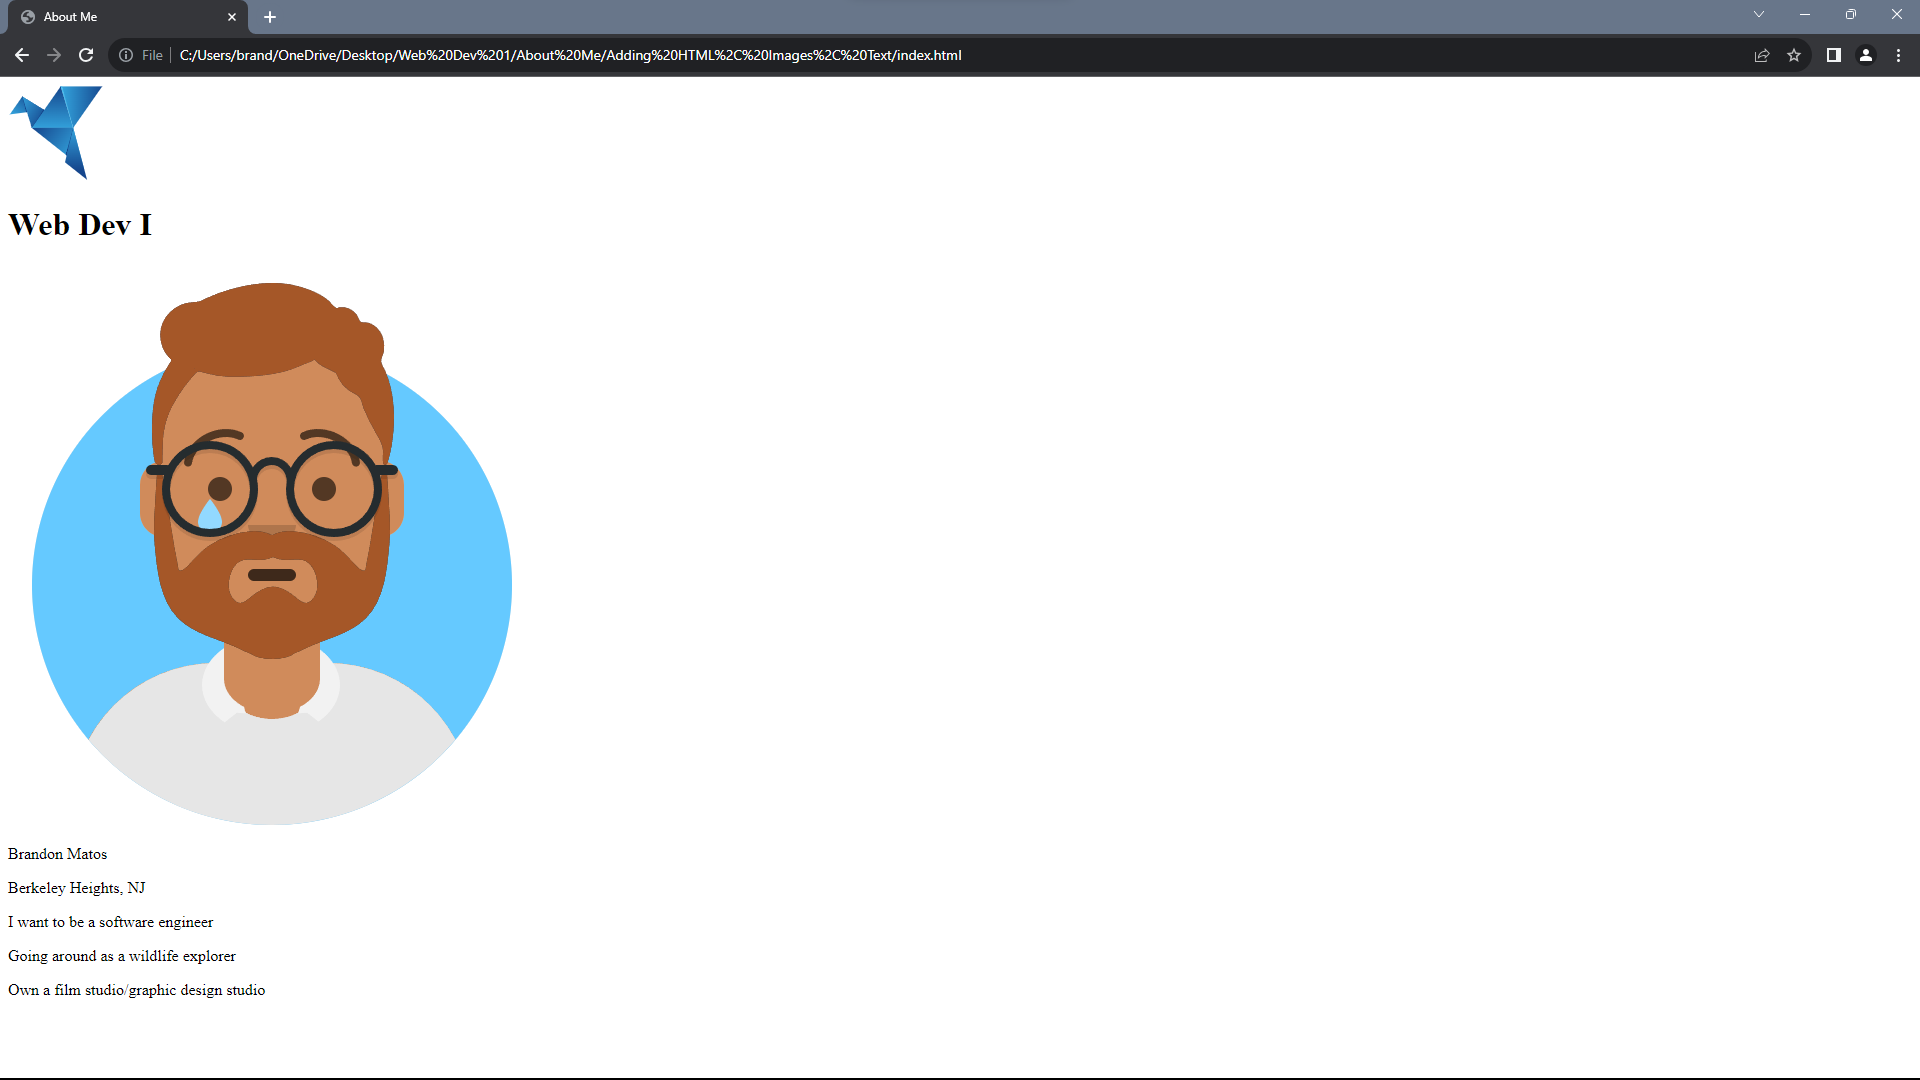 About Me
File C:/Users/brand/OneDrive/Desktop/Web%20Dev%201/About%20Me/Adding%20HTML%2C%20Images%2C%20Text/index.html
Web Dev I
Brandon Matos
Berkeley Heights, NJ
I want to be a software engineer
Going around as a wildlife explorer
Own a film studio/graphic design studio